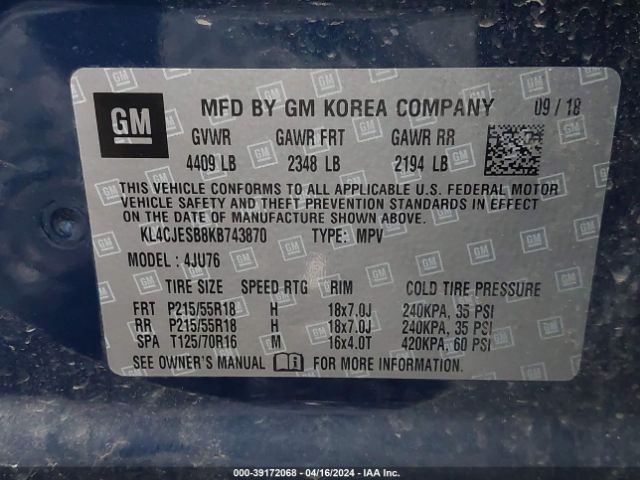 GM
MFD BY GM KOREA COMPANY 09 / 18
GVWR GAWR FRT GAWR RR
4409 LB 2348 LB 2194 LB
THIS VEHICLE CONFORMS TO ALL APPLICABLE U.S. FEDERAL MOTOR
VEHICLE SAFETY AND THEFT PREVENTION STANDARDS IN EFFECT ON
THE DATE OF MANUFACTURE SHOWN ABOVE.
KL4CJESB8KB743870 TYPE: MPV
MODEL : 4JU76
TIRE SIZE SPEED RTG RIM COLD TIRE PRESSURE
FRT P215/55R18 H 18x7.0J 240KPA, 35 PSI
RR P215/55R18 H 18x7.0J 240KPA, 35 PSI
SPA T125/70R16 M 16x4.0T 420KPA, 60 PSI
SEE OWNER'S MANUAL FOR MORE INFORMATION.
000-39172068 - 04/16/2024 - IAA Inc.